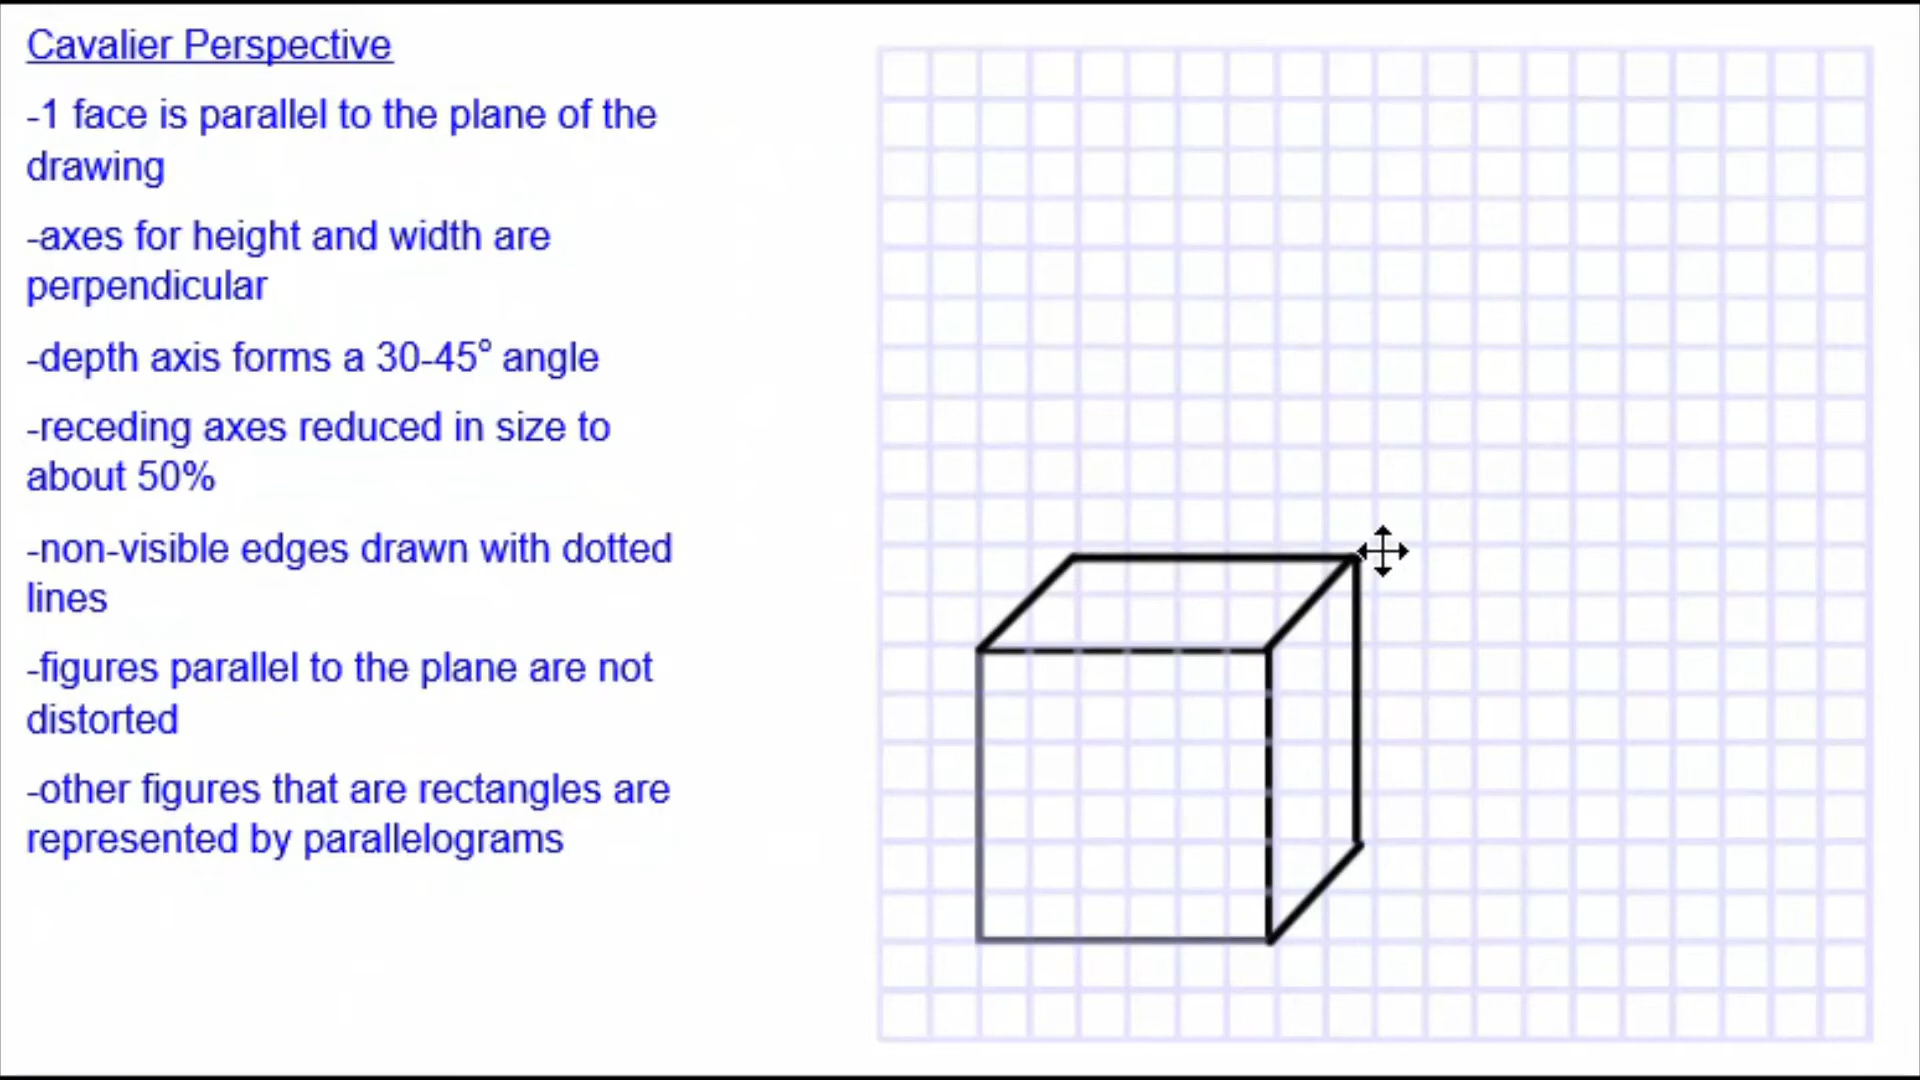 Cavalier Perspective
-1 face is parallel to the plane of the
drawing
-axes for height and width are
perpendicular
-depth axis forms a 30-45° angle
-receding axes reduced in size to
about 50%
-non-visible edges drawn with dotted
lines
-figures parallel to the plane are not
distorted
-other figures that are rectangles are
represented by parallelograms